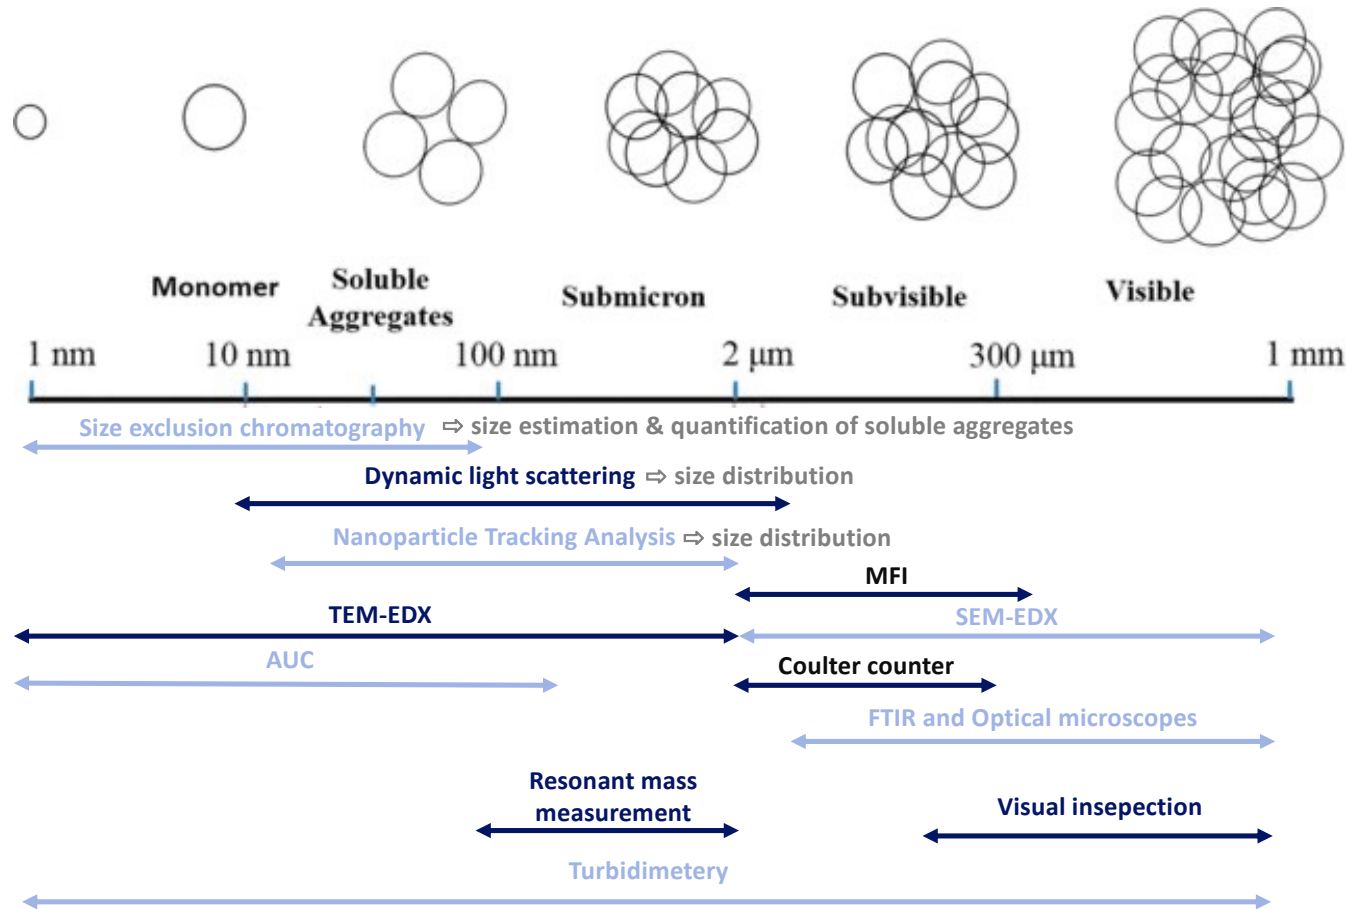 Monomer
Soluble
Aggregates
Submicron
Subvisible
Visible
1 nm 10 nm 100 nm 2 μm 300 μm 1 mm
Size exclusion chromatography ⇨ size estimation & quantification of soluble aggregates
Dynamic light scattering ⇨ size distribution
Nanoparticle Tracking Analysis ⇨ size distribution
MFI
TEM-EDX
SEM-EDX
AUC
Coulter counter
FTIR and Optical microscopes
Resonant mass
measurement
Visual insepection
Turbidimetery